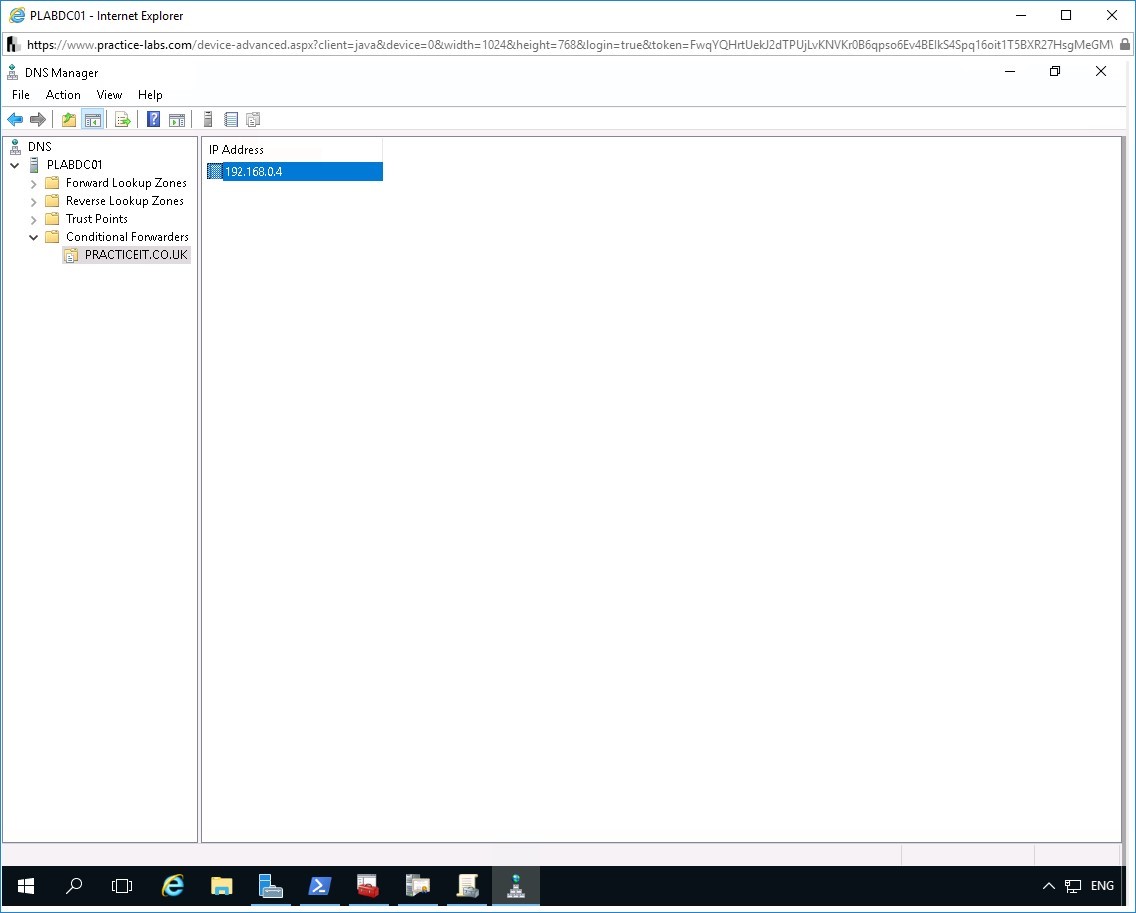 PLABDC01 - Internet Explorer
https://www.practice-labs.com/device-advanced.aspx?client=java&device=0&width=1024&height=768&login=true&token=FwqYQHrtUekJ2dTPUjLvKNVKr0B6qpso6Ev4BEIkS4Spq16oit1T5BXR27HsgMeGM
DNS Manager
File Action View Help
DNS
PLABDC01
Forward Lookup Zones
Reverse Lookup Zones
Trust Points
Conditional Forwarders
PRACTICEIT.CO.UK
IP Address
192.168.0.4
ENG